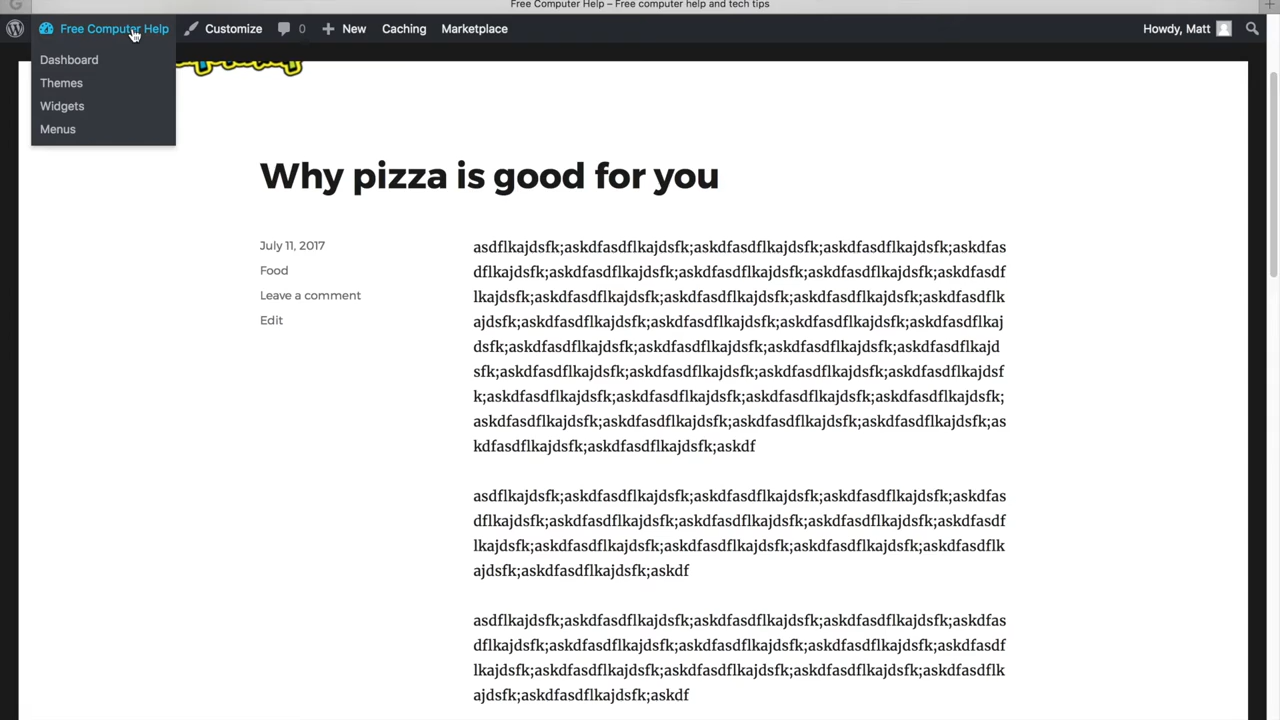 Free Computer Help – Free computer help and tech tips
Free Computer Help Customize 0 New Caching Marketplace Howdy, Matt
Dashboard
Themes
Widgets
Menus
Why pizza is good for you
July 11, 2017
Food
Leave a comment
Edit
asdflkajdsfk;askdfasdflkajdsfk;askdfasdflkajdsfk;askdfasdflkajdsfk;askdfas
dflkajdsfk;askdfasdflkajdsfk;askdfasdflkajdsfk;askdfasdflkajdsfk;askdfasdf
lkajdsfk;askdfasdflkajdsfk;askdfasdflkajdsfk;askdfasdflkajdsfk;askdfasdflk
ajdsfk;askdfasdflkajdsfk;askdfasdflkajdsfk;askdfasdflkajdsfk;askdfasdflkaj
dsfk;askdfasdflkajdsfk;askdfasdflkajdsfk;askdfasdflkajdsfk;askdfasdflkajd
sfk;askdfasdflkajdsfk;askdfasdflkajdsfk;askdfasdflkajdsfk;askdfasdflkajdsf
k;askdfasdflkajdsfk;askdfasdflkajdsfk;askdfasdflkajdsfk;askdfasdflkajdsfk;
askdfasdflkajdsfk;askdfasdflkajdsfk;askdfasdflkajdsfk;askdfasdflkajdsfk;as
kdfasdflkajdsfk;askdfasdflkajdsfk;askdf
asdflkajdsfk;askdfasdflkajdsfk;askdfasdflkajdsfk;askdfasdflkajdsfk;askdfas
dflkajdsfk;askdfasdflkajdsfk;askdfasdflkajdsfk;askdfasdflkajdsfk;askdfasdf
lkajdsfk;askdfasdflkajdsfk;askdfasdflkajdsfk;askdfasdflkajdsfk;askdfasdflk
ajdsfk;askdfasdflkajdsfk;askdf
asdflkajdsfk;askdfasdflkajdsfk;askdfasdflkajdsfk;askdfasdflkajdsfk;askdfas
dflkajdsfk;askdfasdflkajdsfk;askdfasdflkajdsfk;askdfasdflkajdsfk;askdfasdf
lkajdsfk;askdfasdflkajdsfk;askdfasdflkajdsfk;askdfasdflkajdsfk;askdfasdflk
ajdsfk;askdfasdflkajdsfk;askdf